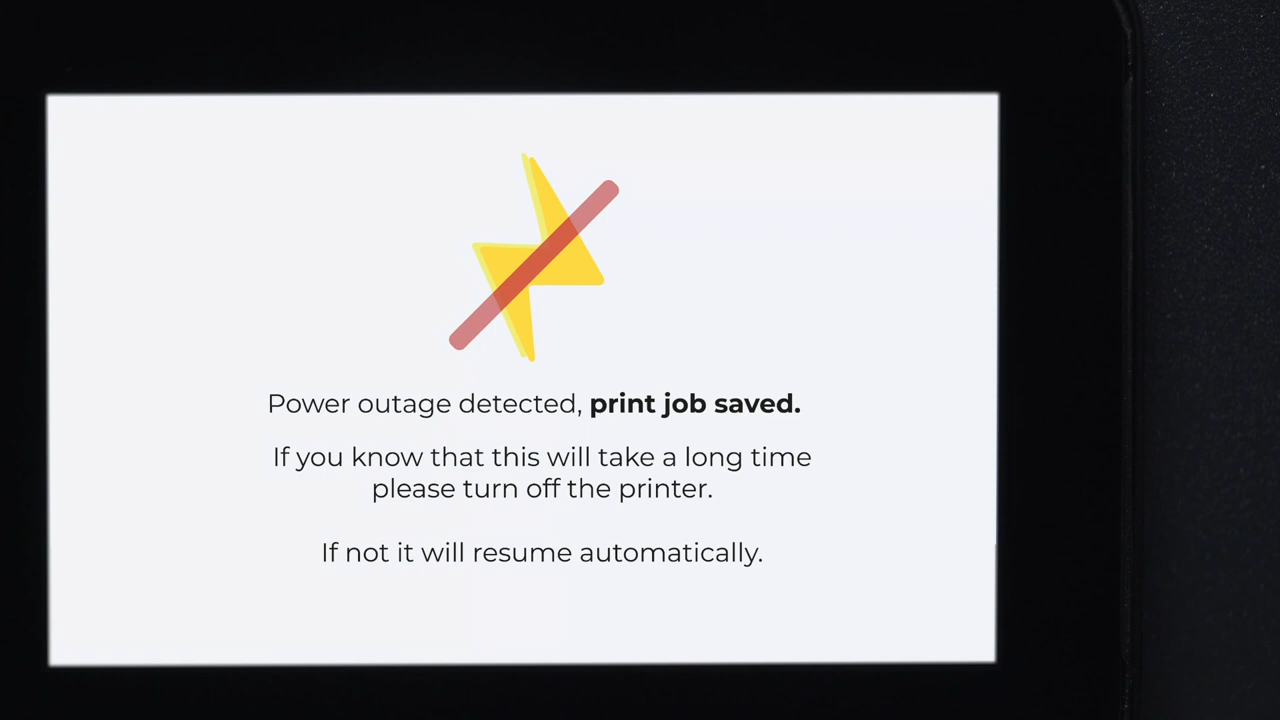 Power outage detected, print job saved.
If you know that this will take a long time
please turn off the printer.
If not it will resume automatically.